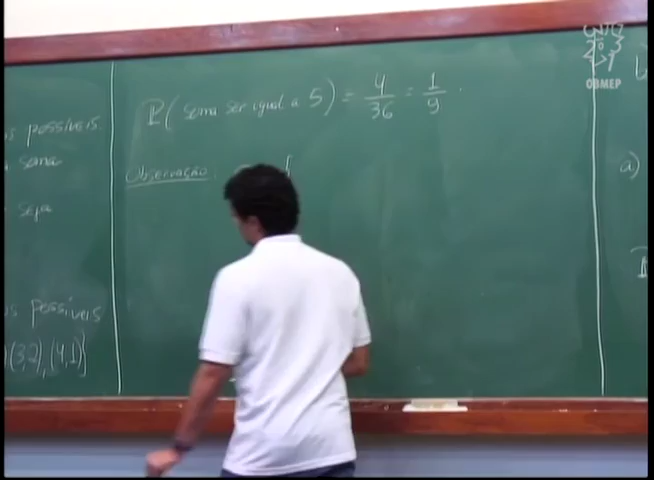 possíveis.
soma
seja
possíveis
(3,2), (4,1)}
P( soma ser igual a 5) = 4/36 = 1/9 .
Observação
a)
OBMEP